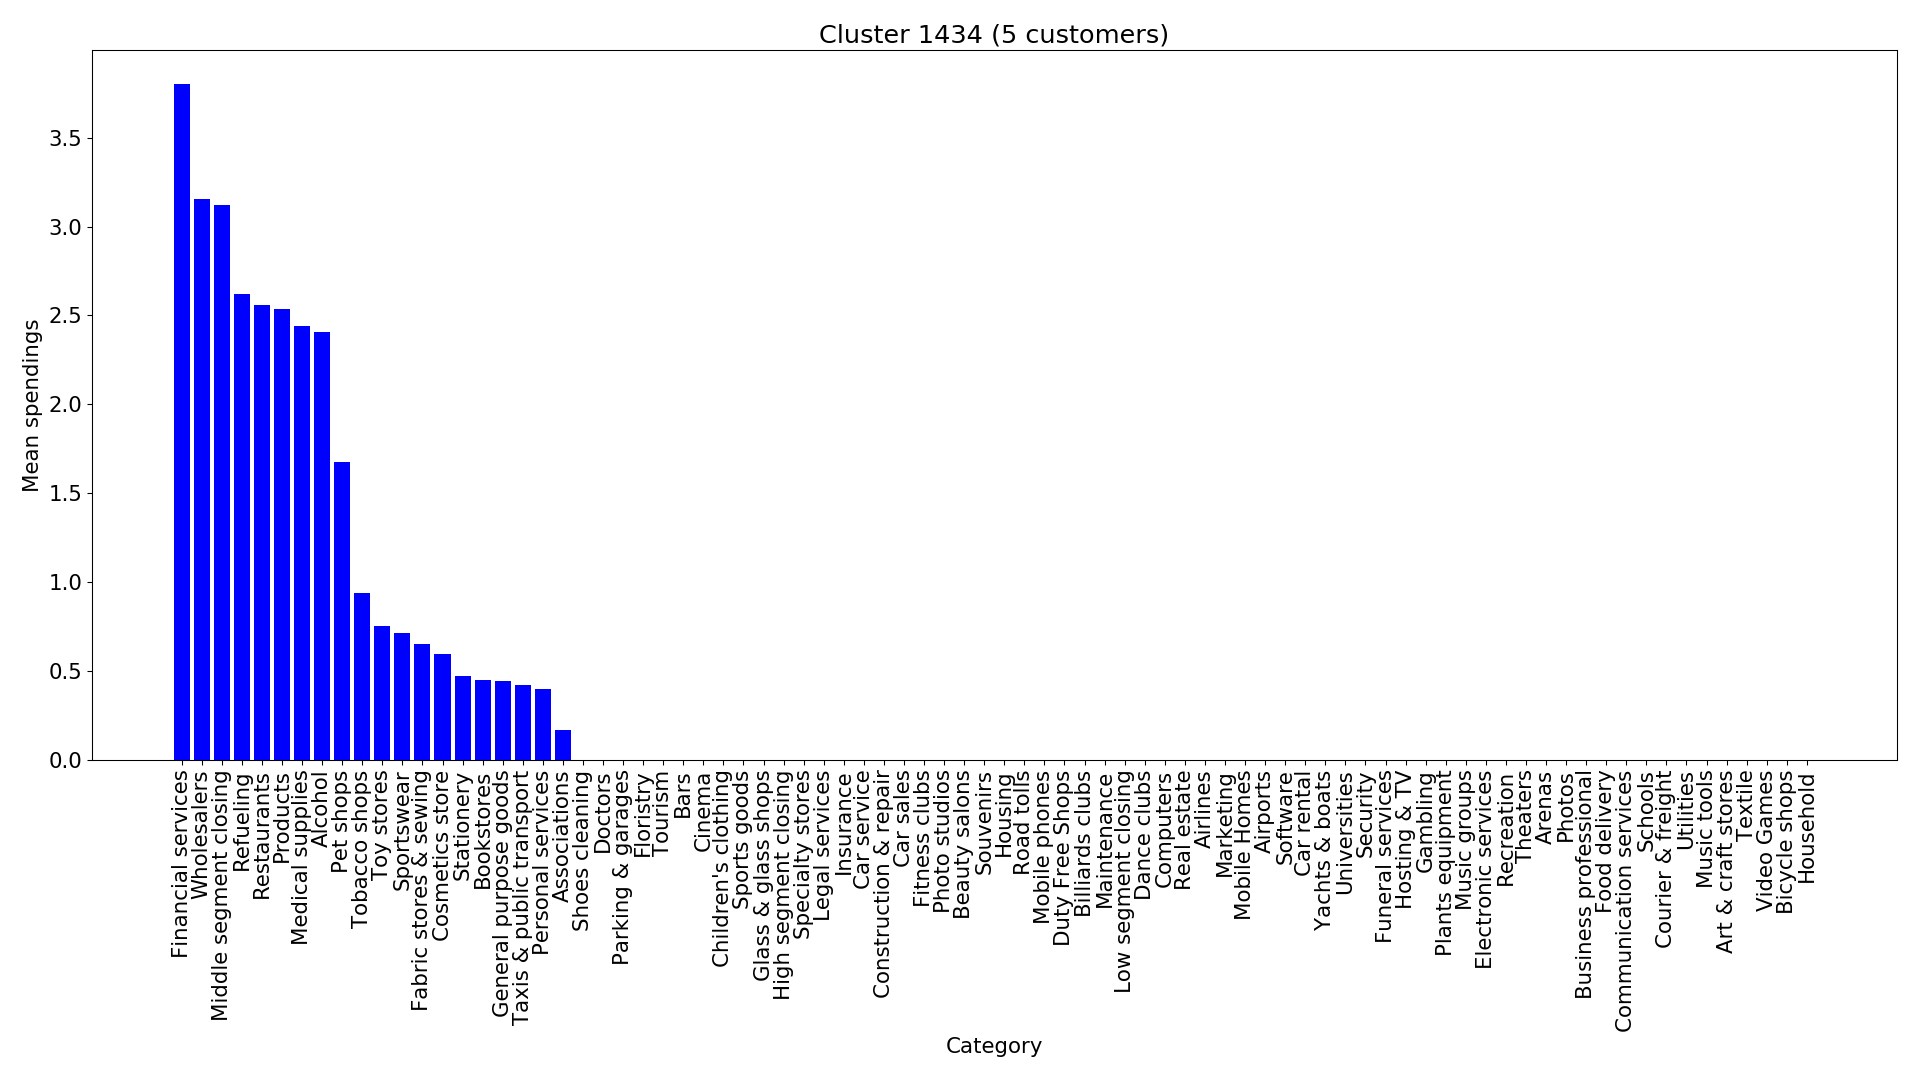 Cluster 1434 (5 customers)
Mean spendings
3.5
3.0
2.5
2.0
1.5
1.0
0.5
0.0
Financial services
Wholesalers
Middle segment closing
Refueling
Restaurants
Products
Medical supplies
Alcohol
Pet shops
Tobacco shops
Toy stores
Sportswear
Fabric stores & sewing
Cosmetics store
Stationery
Bookstores
General purpose goods
Taxis & public transport
Personal services
Associations
Shoes cleaning
Doctors
Parking & garages
Floristry
Tourism
Bars
Cinema
Children's clothing
Sports goods
Glass & glass shops
High segment closing
Specialty stores
Legal services
Insurance
Car service
Construction & repair
Car sales
Fitness clubs
Photo studios
Beauty salons
Souvenirs
Housing
Road tolls
Mobile phones
Duty Free Shops
Billiards clubs
Maintenance
Low segment closing
Dance clubs
Computers
Real estate
Airlines
Marketing
Mobile Homes
Airports
Software
Car rental
Yachts & boats
Universities
Security
Funeral services
Hosting & TV
Gambling
Plants equipment
Music groups
Electronic services
Recreation
Theaters
Arenas
Photos
Business professional
Food delivery
Communication services
Schools
Courier & freight
Utilities
Music tools
Art & craft stores
Textile
Video Games
Bicycle shops
Household
Category